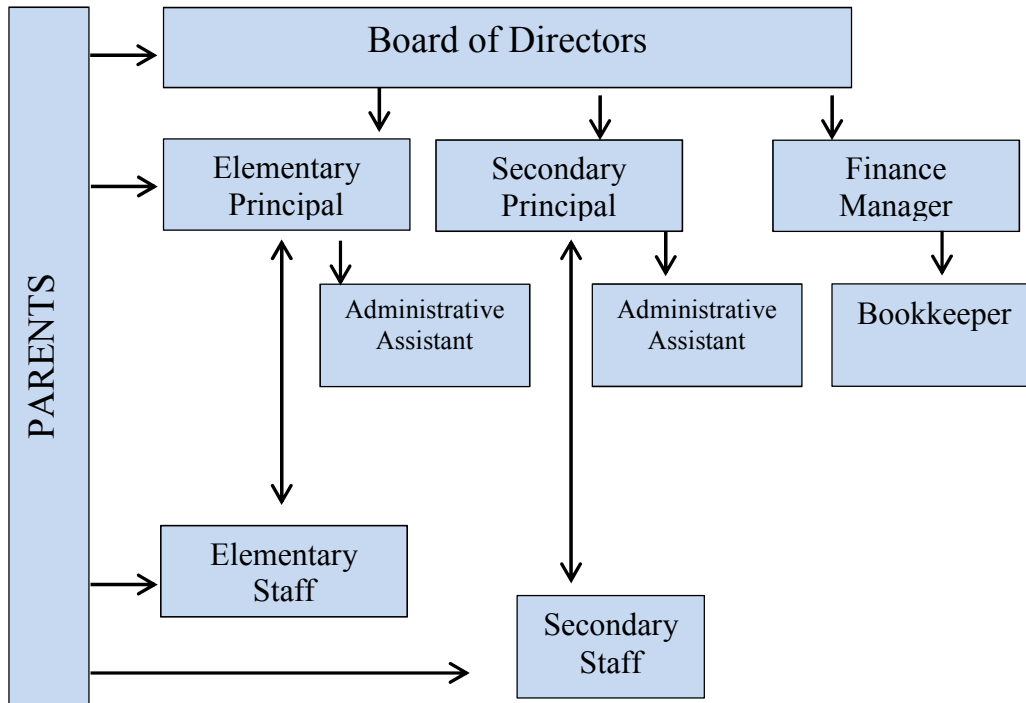 Board of Directors
PARENTS
Elementary
Principal
Secondary
Principal
Finance
Manager
Administrative
Assistant
Administrative
Assistant
Bookkeeper
Elementary
Staff
Secondary
Staff